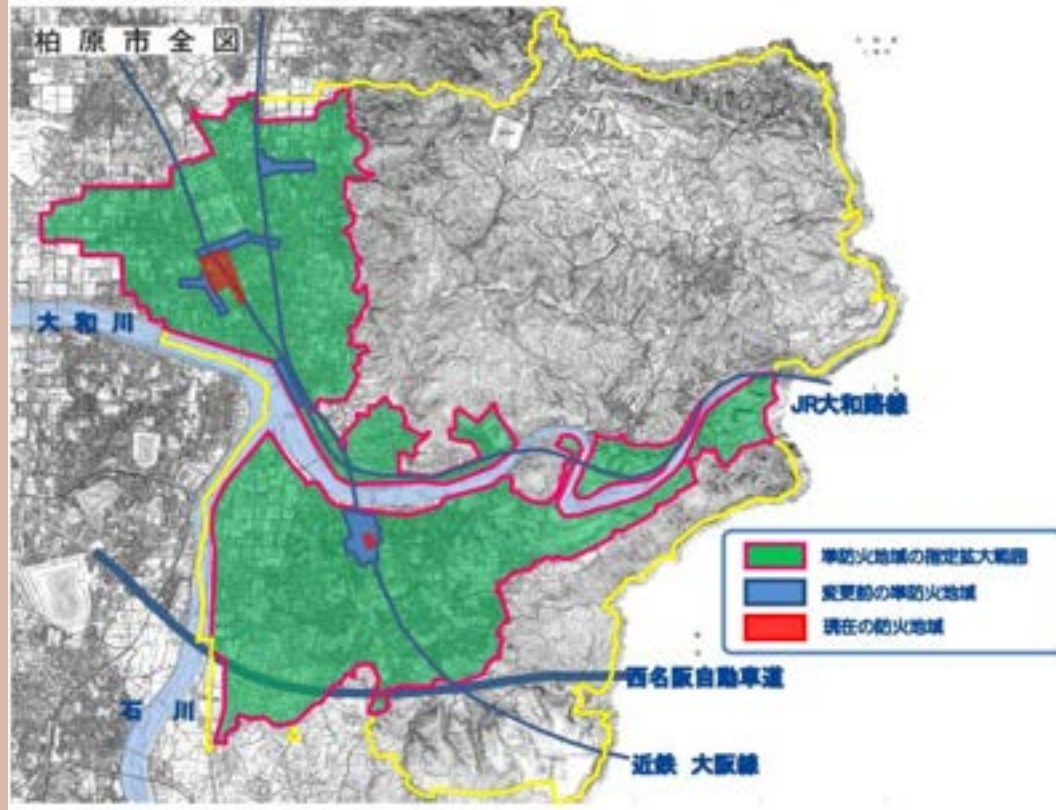 柏原市全図
大和川
JR大和路線
準防火地域の指定拡大範囲
変更前の準防火地域
現在の防火地域
西名阪自動車道
石川
近鉄 大阪線